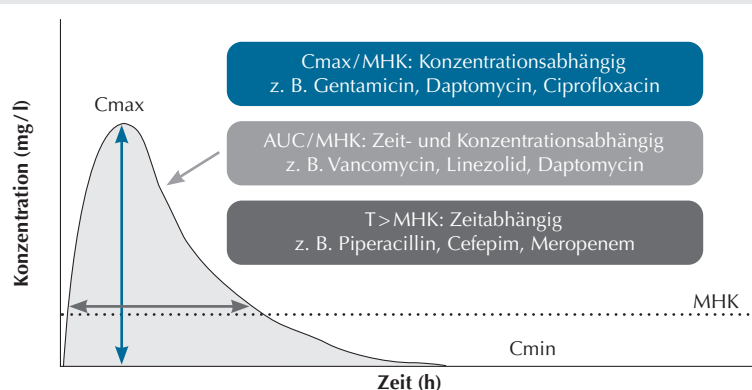 Konzentration (mg/l)
Cmax
Cmax/MHK: Konzentrationsabhängig
z. B. Gentamicin, Daptomycin, Ciprofloxacin
AUC/MHK: Zeit- und Konzentrationsabhängig
z. B. Vancomycin, Linezolid, Daptomycin
T>MHK: Zeitabhängig
z. B. Piperacillin, Cefepim, Meropenem
MHK
Cmin
Zeit (h)